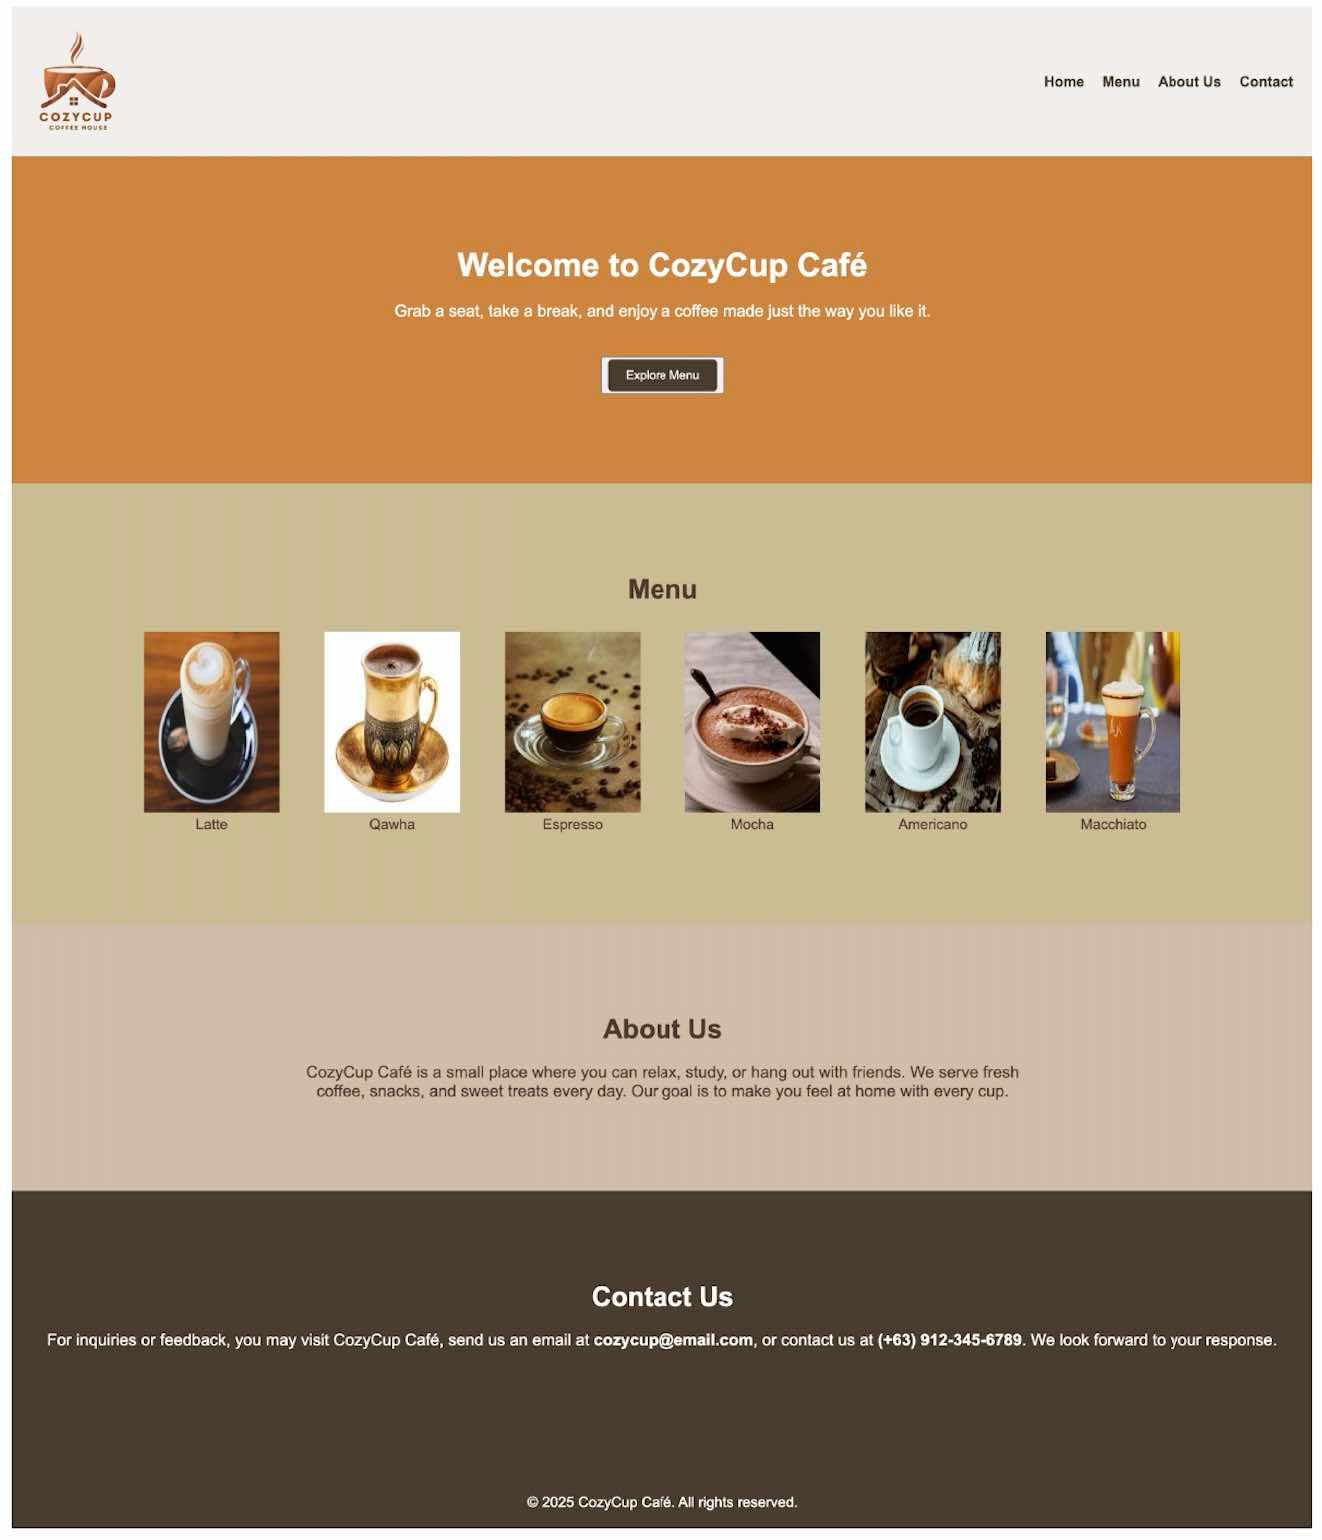 COZYCUP
COFFEE HOUSE
Home Menu About Us Contact
Welcome to CozyCup Café
Grab a seat, take a break, and enjoy a coffee made just the way you like it.
Explore Menu
Menu
Latte Qawha Espresso Mocha Americano Macchiato
About Us
CozyCup Café is a small place where you can relax, study, or hang out with friends. We serve fresh
coffee, snacks, and sweet treats every day. Our goal is to make you feel at home with every cup.
Contact Us
For inquiries or feedback, you may visit CozyCup Café, send us an email at cozycup@email.com, or contact us at (+63) 912-345-6789. We look forward to your response.
© 2025 CozyCup Café. All rights reserved.